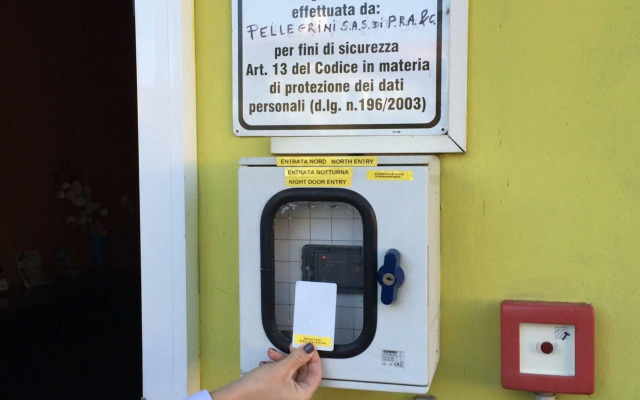 effettuata da:
PELLEGRINI S.A.S. Di P.RA.& C.
per fini di sicurezza
Art. 13 del Codice in materia
di protezione dei dati
personali (d.lg. n.196/2003)
ENTRATA NORD NORTH ENTRY
ENTRATA NOTTURNA
NIGHT DOOR ENTRY